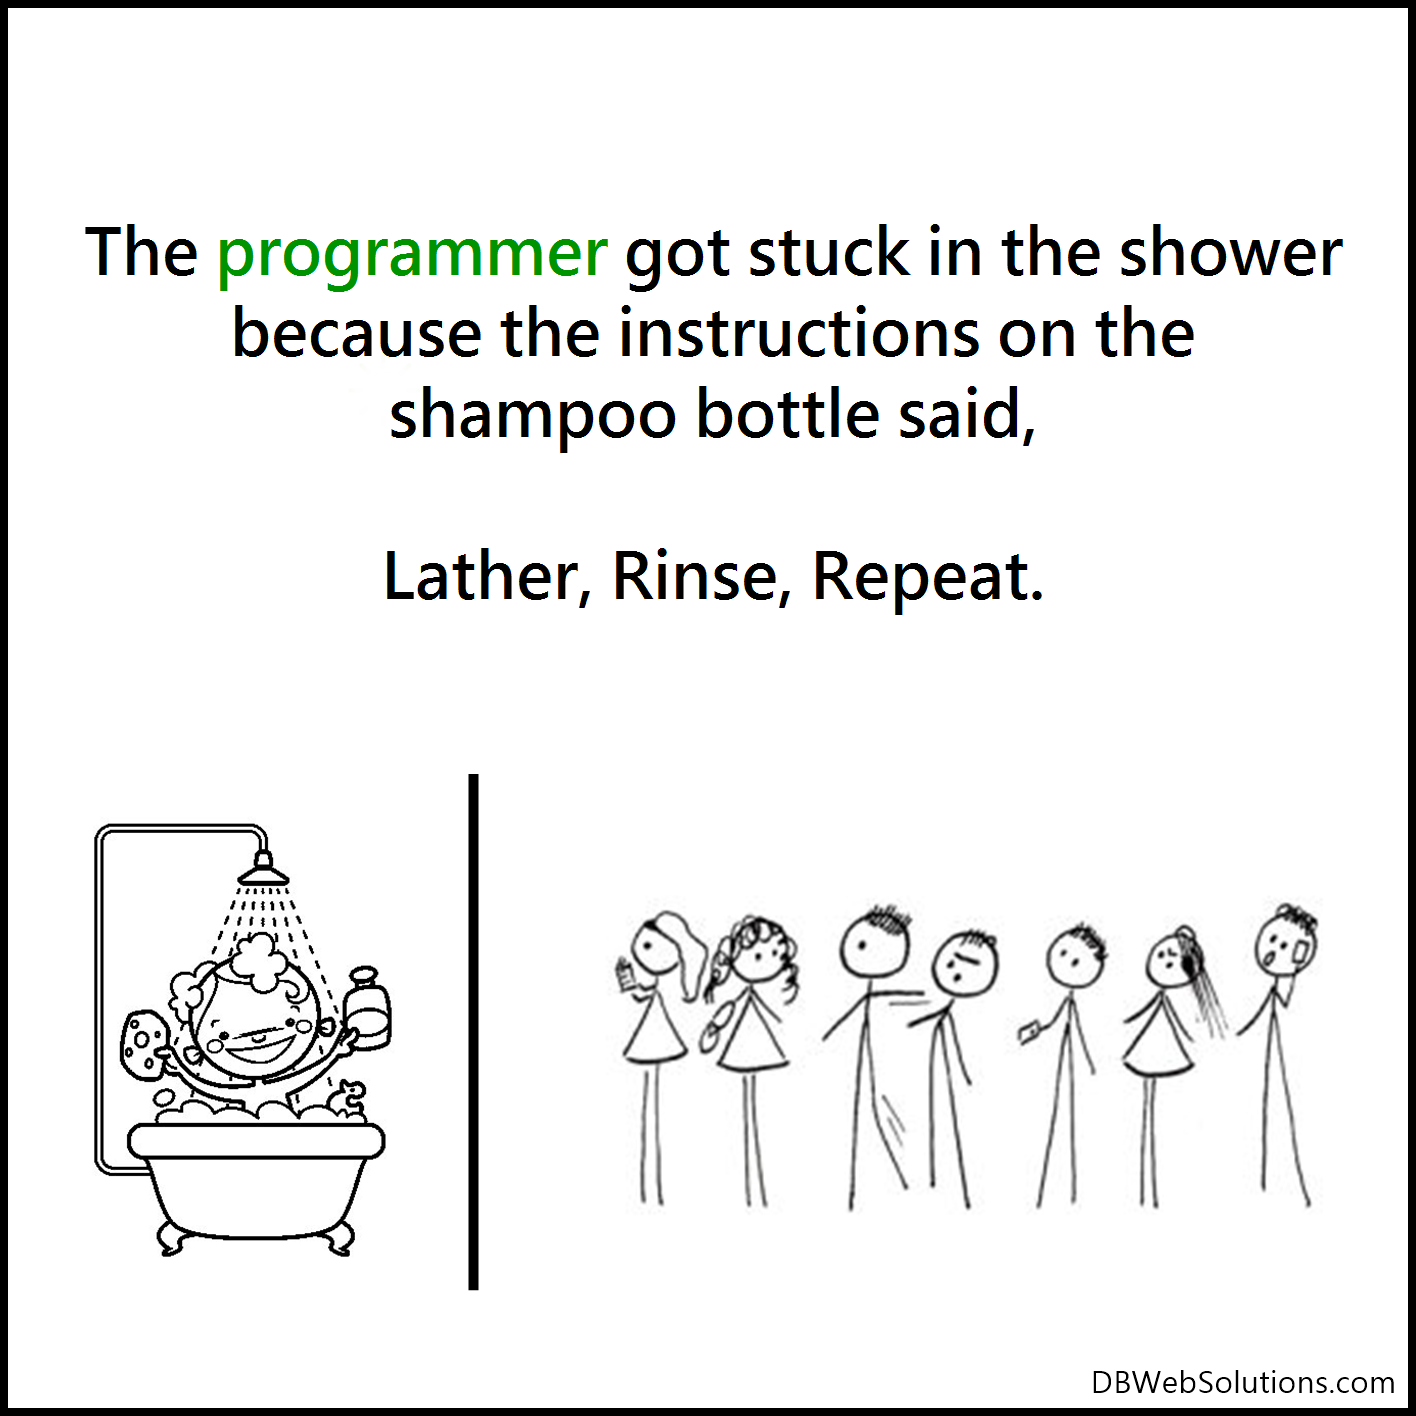 The programmer got stuck in the shower
because the instructions on the
shampoo bottle said,
Lather, Rinse, Repeat.
DBWebSolutions.com